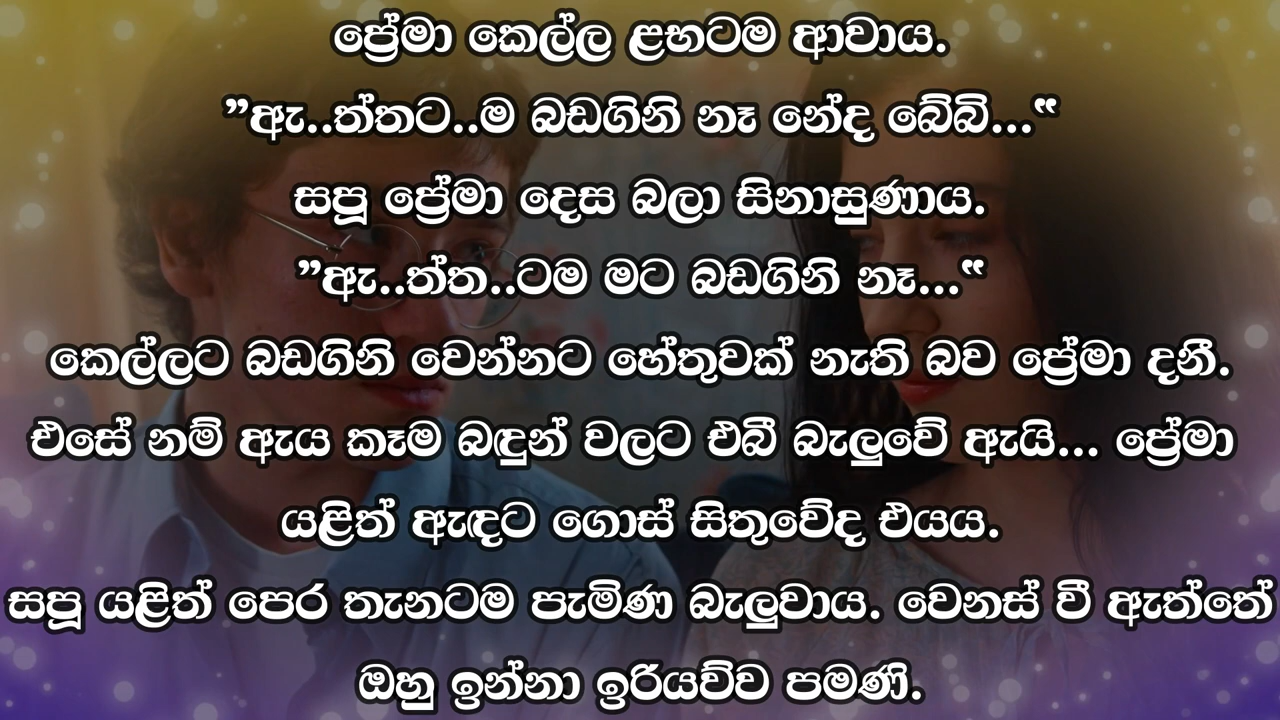 ප්‍රේමා කෙල්ල ළඟටම ආවාය.
”ඇ..ත්තට..ම බඩගිනි නෑ නේද බේබි...“
සපූ ප්‍රේමා දෙස බලා සිනාසුණාය.
”ඇ..ත්ත..ටම මට බඩගිනි නෑ...“
කෙල්ලට බඩගිනි වෙන්නට හේතුවක් නැති බව ප්‍රේමා දනී.
එසේ නම් ඇය කෑම බඳුන් වලට එබී බැලුවේ ඇයි... ප්‍රේමා
යළිත් ඇඳට ගොස් සිතුවේද එයය.
සපූ යළිත් පෙර තැනටම පැමිණ බැලුවාය. වෙනස් වී ඇත්තේ
ඔහු ඉන්නා ඉරියව්ව පමණි.